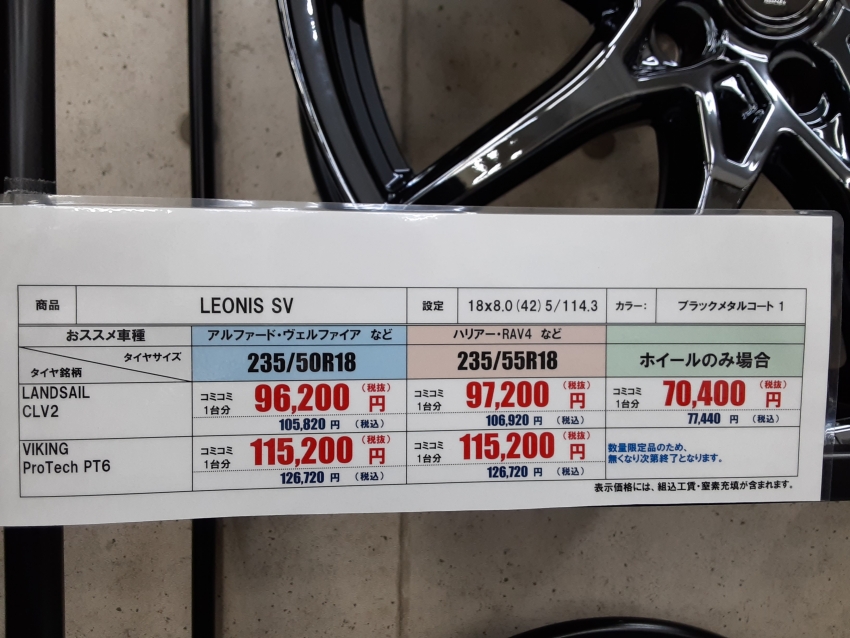 商品 LEONIS SV 設定 18x8.0(42)5/114.3 カラー: ブラックメタルコート 1
おススメ車種 アルファード・ヴェルファイア など ハリアー・RAV4 など
タイヤサイズ
タイヤ銘柄 235/50R18 235/55R18 ホイールのみ場合
LANDSAIL
CLV2
コミコミ
1台分 96,200 円 (税抜)
105,820 円 (税込)
コミコミ
1台分 97,200 円 (税抜)
106,920 円 (税込)
コミコミ
1台分 70,400 円 (税抜)
77,440 円 (税込)
VIKING
ProTech PT6
コミコミ
1台分 115,200 円 (税抜)
126,720 円 (税込)
コミコミ
1台分 115,200 円 (税抜)
126,720 円 (税込)
数量限定品のため、
無くなり次第終了となります。
表示価格には、組込工賃・窒素充填が含まれます。